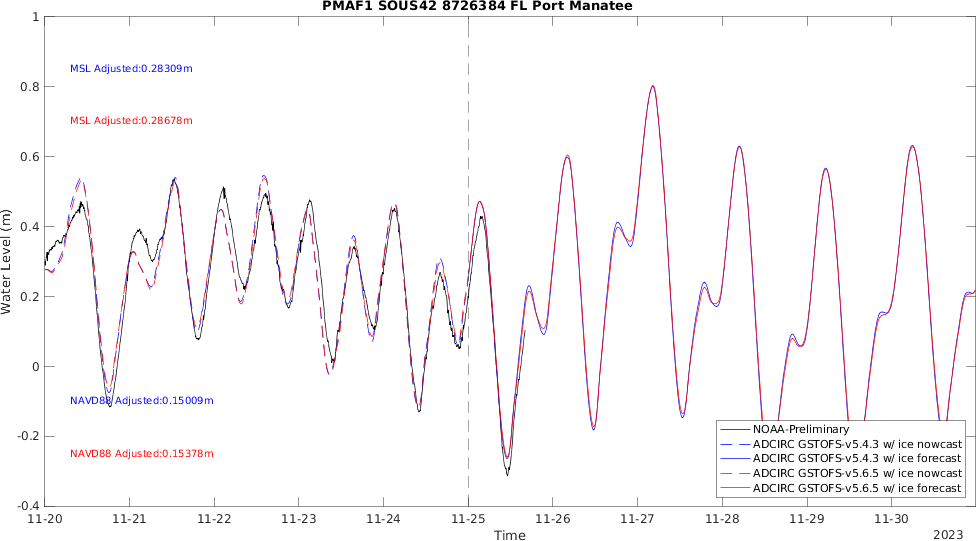 PMAF1 SOUS42 8726384 FL Port Manatee
1
0.8
0.6
0.4
0.2
0
-0.2
-0.4
Water Level (m)
MSL Adjusted:0.28309m
MSL Adjusted:0.28678m
NAVD88 Adjusted:0.15009m
NAVD88 Adjusted:0.15378m
NOAA-Preliminary
ADCIRC GSTOFS-v5.4.3 w/ ice nowcast
ADCIRC GSTOFS-v5.4.3 w/ ice forecast
ADCIRC GSTOFS-v5.6.5 w/ ice nowcast
ADCIRC GSTOFS-v5.6.5 w/ ice forecast
11-20 11-21 11-22 11-23 11-24 11-25 11-26 11-27 11-28 11-29 11-30
Time
2023